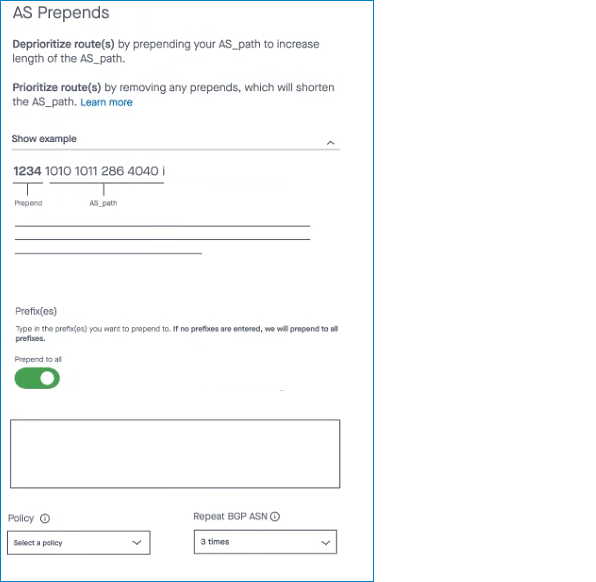 AS Prepends
Deprioritize route(s) by prepending your AS_path to increase
length of the AS_path.
Prioritize route(s) by removing any prepends, which will shorten
the AS_path. Learn more
Show example
1234 1010 1011 286 4040 i
Prepend AS_path
Prefix(es)
Type in the prefix(es) you want to prepend to. If no prefixes are entered, we will prepend to all
prefixes.
Prepend to all
Policy
Repeat BGP ASN
Select a policy
3 times